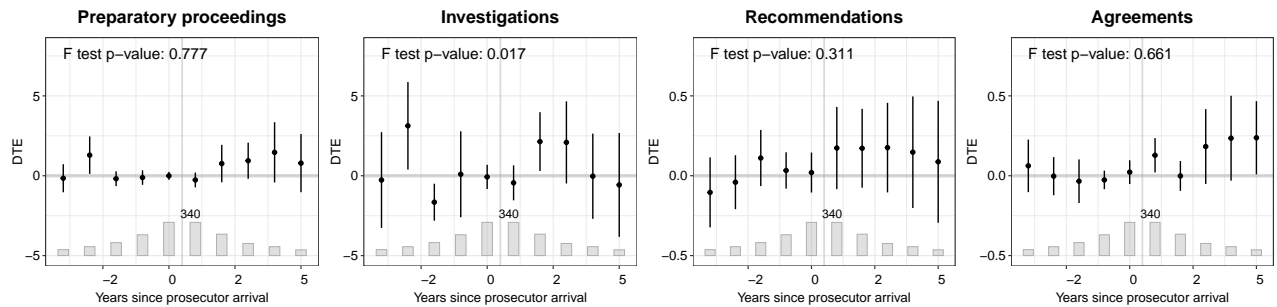 Preparatory proceedings
F test p−value: 0.777
DTE
5
0
−5
340
−2 0 2 5
Years since prosecutor arrival
Investigations
F test p−value: 0.017
DTE
5
0
−5
340
−2 0 2 5
Years since prosecutor arrival
Recommendations
F test p−value: 0.311
DTE
0.5
0.0
−0.5
340
−2 0 2 5
Years since prosecutor arrival
Agreements
F test p−value: 0.661
DTE
0.5
0.0
−0.5
340
−2 0 2 5
Years since prosecutor arrival